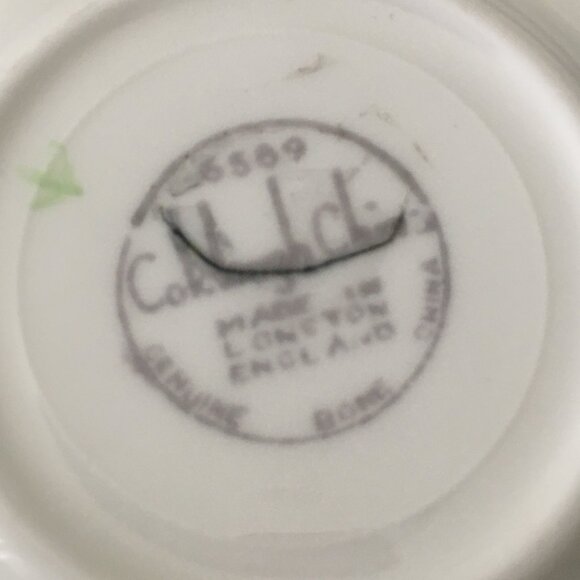 6589
MADE IN
LONGTON
ENGLAND
GENUINE BONE CHINA